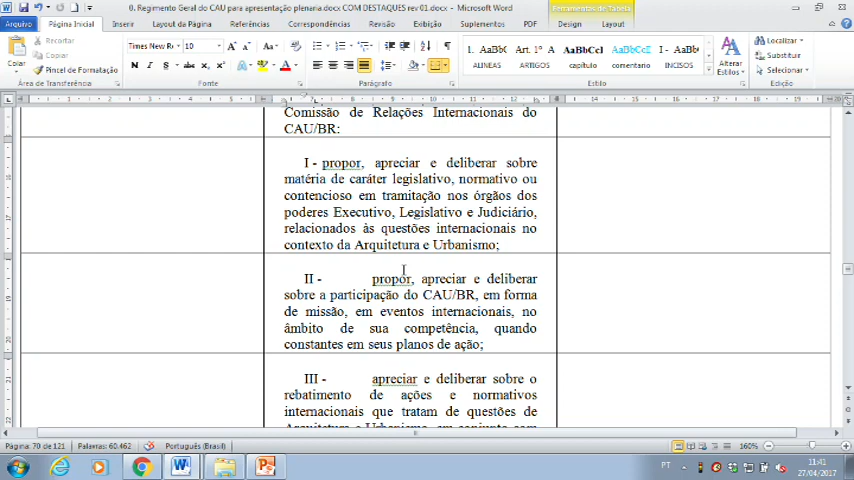 0. Regimento Geral do CAU para apresentação plenaria.docx COM DESTAQUES rev 01.docx - Microsoft Word
Ferramentas de Tabela
Arquivo Página Inicial Inserir Layout da Página Referências Correspondências Revisão Exibição Suplementos PDF Design Layout
Colar
Recortar
Copiar
Pincel de Formatação
Área de Transferência
Times New Ro 10
N I S abc
Fonte
Parágrafo
1. AaBbC Art. 1º A AaBbCcI AaBbCcE I - AaBb
ALINEAS ARTIGOS capítulo comentario INCISOS
Alterar Estilos
Estilo
Localizar
Substituir
Selecionar
Edição
Comissão de Relações Internacionais do
CAU/BR:
I - propor, apreciar e deliberar sobre
matéria de caráter legislativo, normativo ou
contencioso em tramitação nos órgãos dos
poderes Executivo, Legislativo e Judiciário,
relacionados às questões internacionais no
contexto da Arquitetura e Urbanismo;
II - propor, apreciar e deliberar
sobre a participação do CAU/BR, em forma
de missão, em eventos internacionais, no
âmbito de sua competência, quando
constantes em seus planos de ação;
III - apreciar e deliberar sobre o
rebatimento de ações e normativos
internacionais que tratam de questões de
Arquitetura e Urbanismo, em conjunto com
Página: 70 de 121 Palavras: 60.462 Português (Brasil) 160%
PT 11:41
27/04/2017